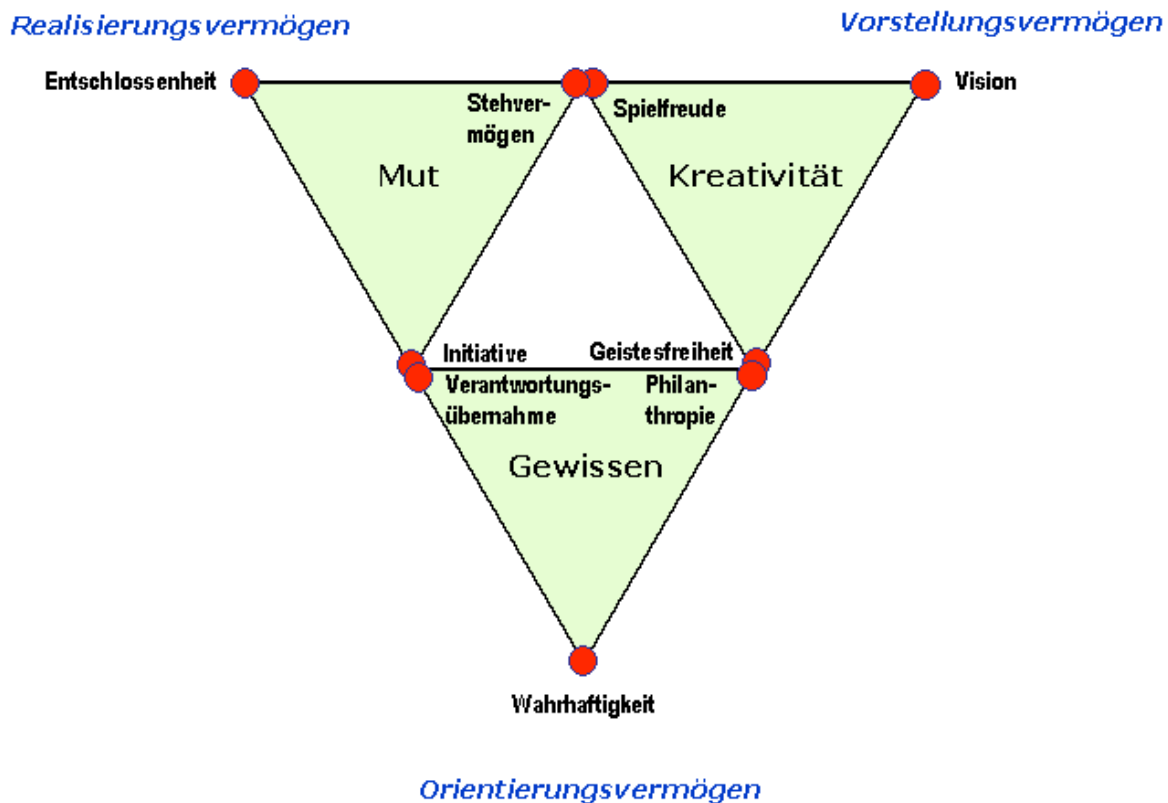 Realisierungsvermögen
Vorstellungsvermögen
Entschlossenheit
Vision
Stehver-
mögen
Spielfreude
Mut
Kreativität
Initiative
Geistesfreiheit
Verantwortungs-
übernahme
Philan-
thropie
Gewissen
Wahrhaftigkeit
Orientierungsvermögen